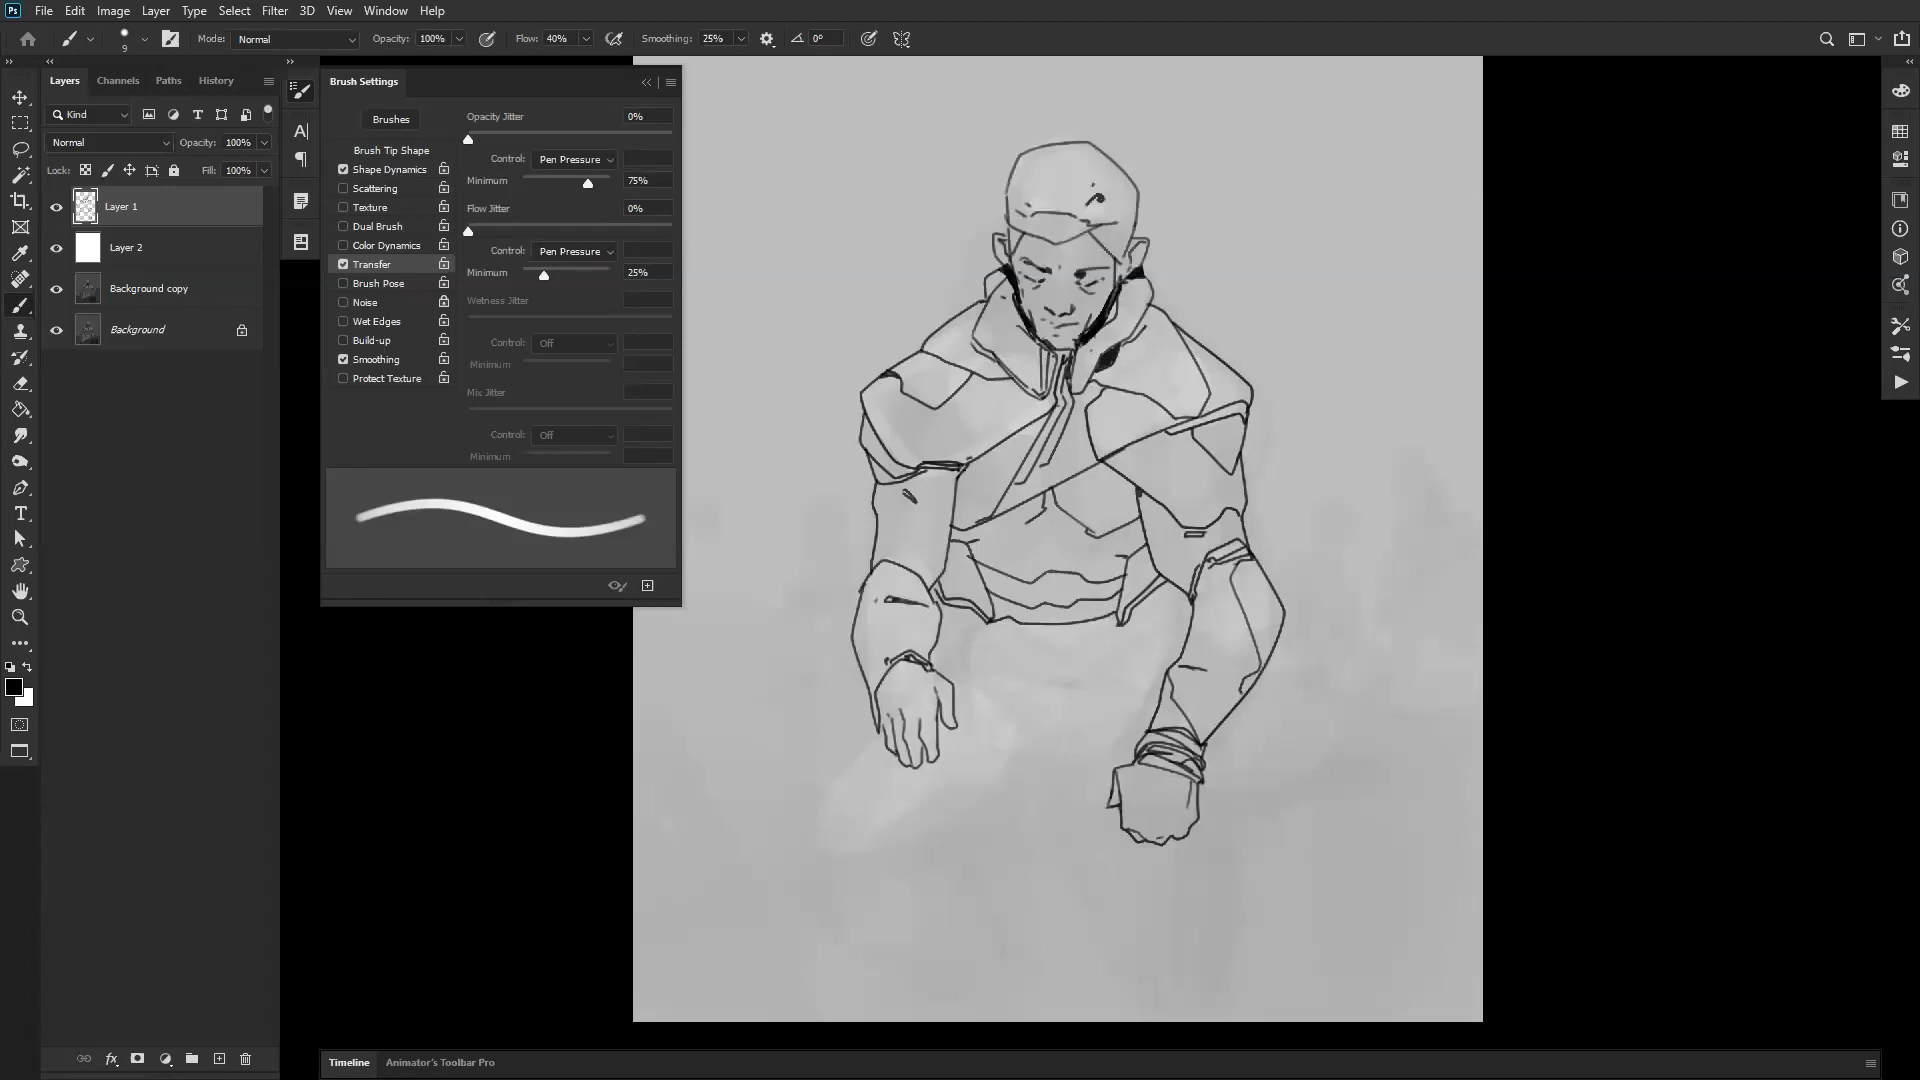 Ps File Edit Image Layer Type Select Filter 3D View Window Help
9 Mode: Normal Opacity: 100% Flow: 40% Smoothing: 25% 0°
Layers Channels Paths History
Kind
Normal Opacity: 100%
Lock: Fill: 100%
Layer 1
Layer 2
Background copy
Background
Brush Settings
Brushes
Brush Tip Shape
Shape Dynamics
Scattering
Texture
Dual Brush
Color Dynamics
Transfer
Brush Pose
Noise
Wet Edges
Build-up
Smoothing
Protect Texture
Opacity Jitter 0%
Control: Pen Pressure
Minimum 75%
Flow Jitter 0%
Control: Pen Pressure
Minimum 25%
Wetness Jitter
Control: Off
Minimum
Mix Jitter
Control: Off
Minimum
Timeline Animator's Toolbar Pro